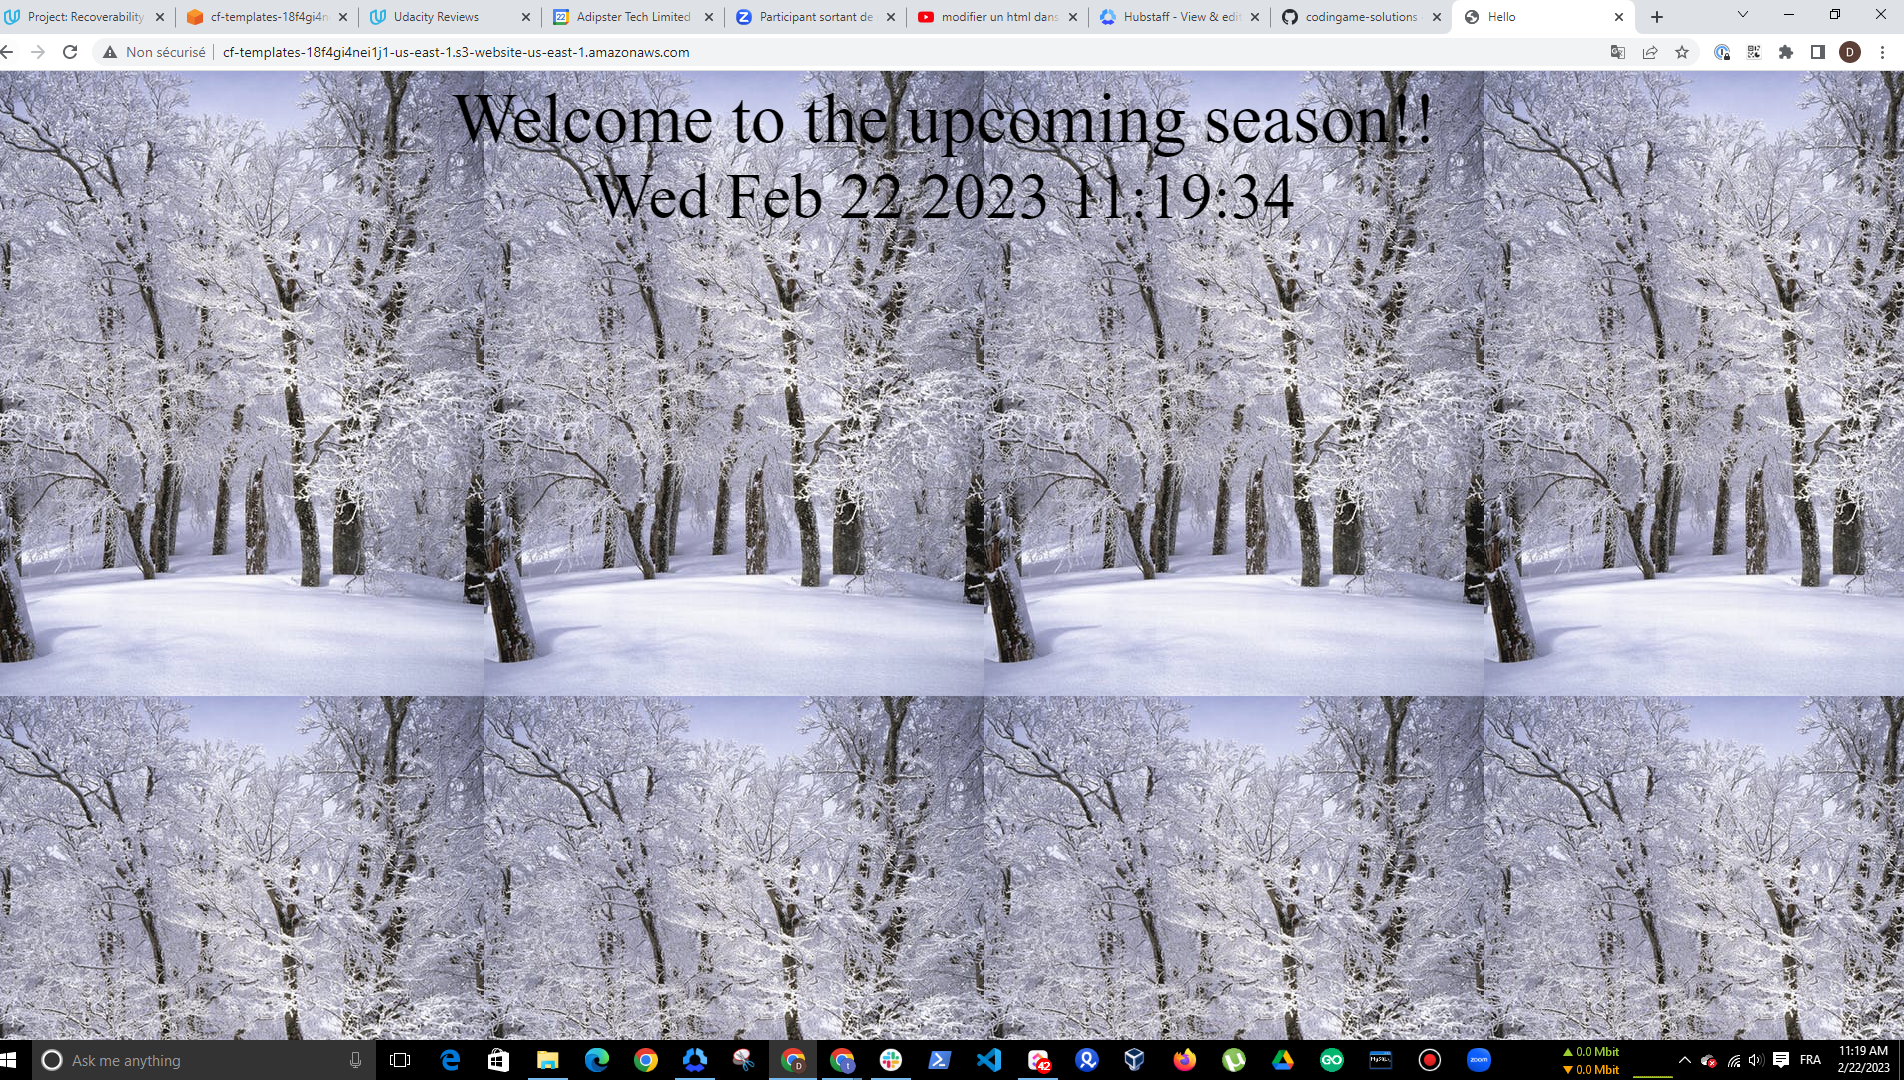 Project: Recoverability
cf-templates-18f4gi4n
Udacity Reviews
Adipster Tech Limited
Participant sortant de
modifier un html dans
Hubstaff - View & edit
codingame-solutions
Hello
Non sécurisé
cf-templates-18f4gi4nei1j1-us-east-1.s3-website-us-east-1.amazonaws.com
Welcome to the upcoming season!!
Wed Feb 22 2023 11:19:34
Ask me anything
42
zoom
0.0 Mbit
0.0 Mbit
FRA
11:19 AM
2/22/2023